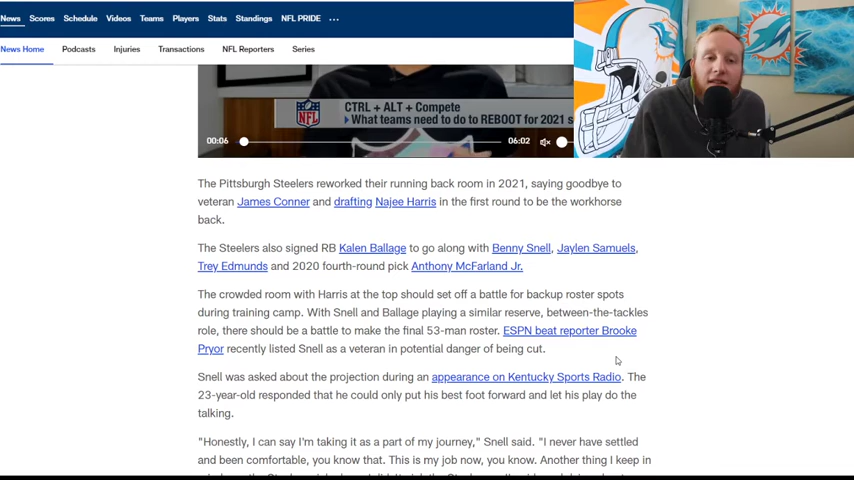 News Scores Schedule Videos Teams Players Stats Standings NFL PRIDE ...
News Home Podcasts Injuries Transactions NFL Reporters Series
NFL
CTRL + ALT + Compete
What teams need to do to REBOOT for 2021 s
00:06 06:02
The Pittsburgh Steelers reworked their running back room in 2021, saying goodbye to
veteran James Conner and drafting Najee Harris in the first round to be the workhorse
back.
The Steelers also signed RB Kalen Ballage to go along with Benny Snell, Jaylen Samuels,
Trey Edmunds and 2020 fourth-round pick Anthony McFarland Jr.
The crowded room with Harris at the top should set off a battle for backup roster spots
during training camp. With Snell and Ballage playing a similar reserve, between-the-tackles
role, there should be a battle to make the final 53-man roster. ESPN beat reporter Brooke
Pryor recently listed Snell as a veteran in potential danger of being cut.
Snell was asked about the projection during an appearance on Kentucky Sports Radio. The
23-year-old responded that he could only put his best foot forward and let his play do the
talking.
"Honestly, I can say I'm taking it as a part of my journey," Snell said. "I never have settled
and been comfortable, you know that. This is my job now, you know. Another thing I keep in